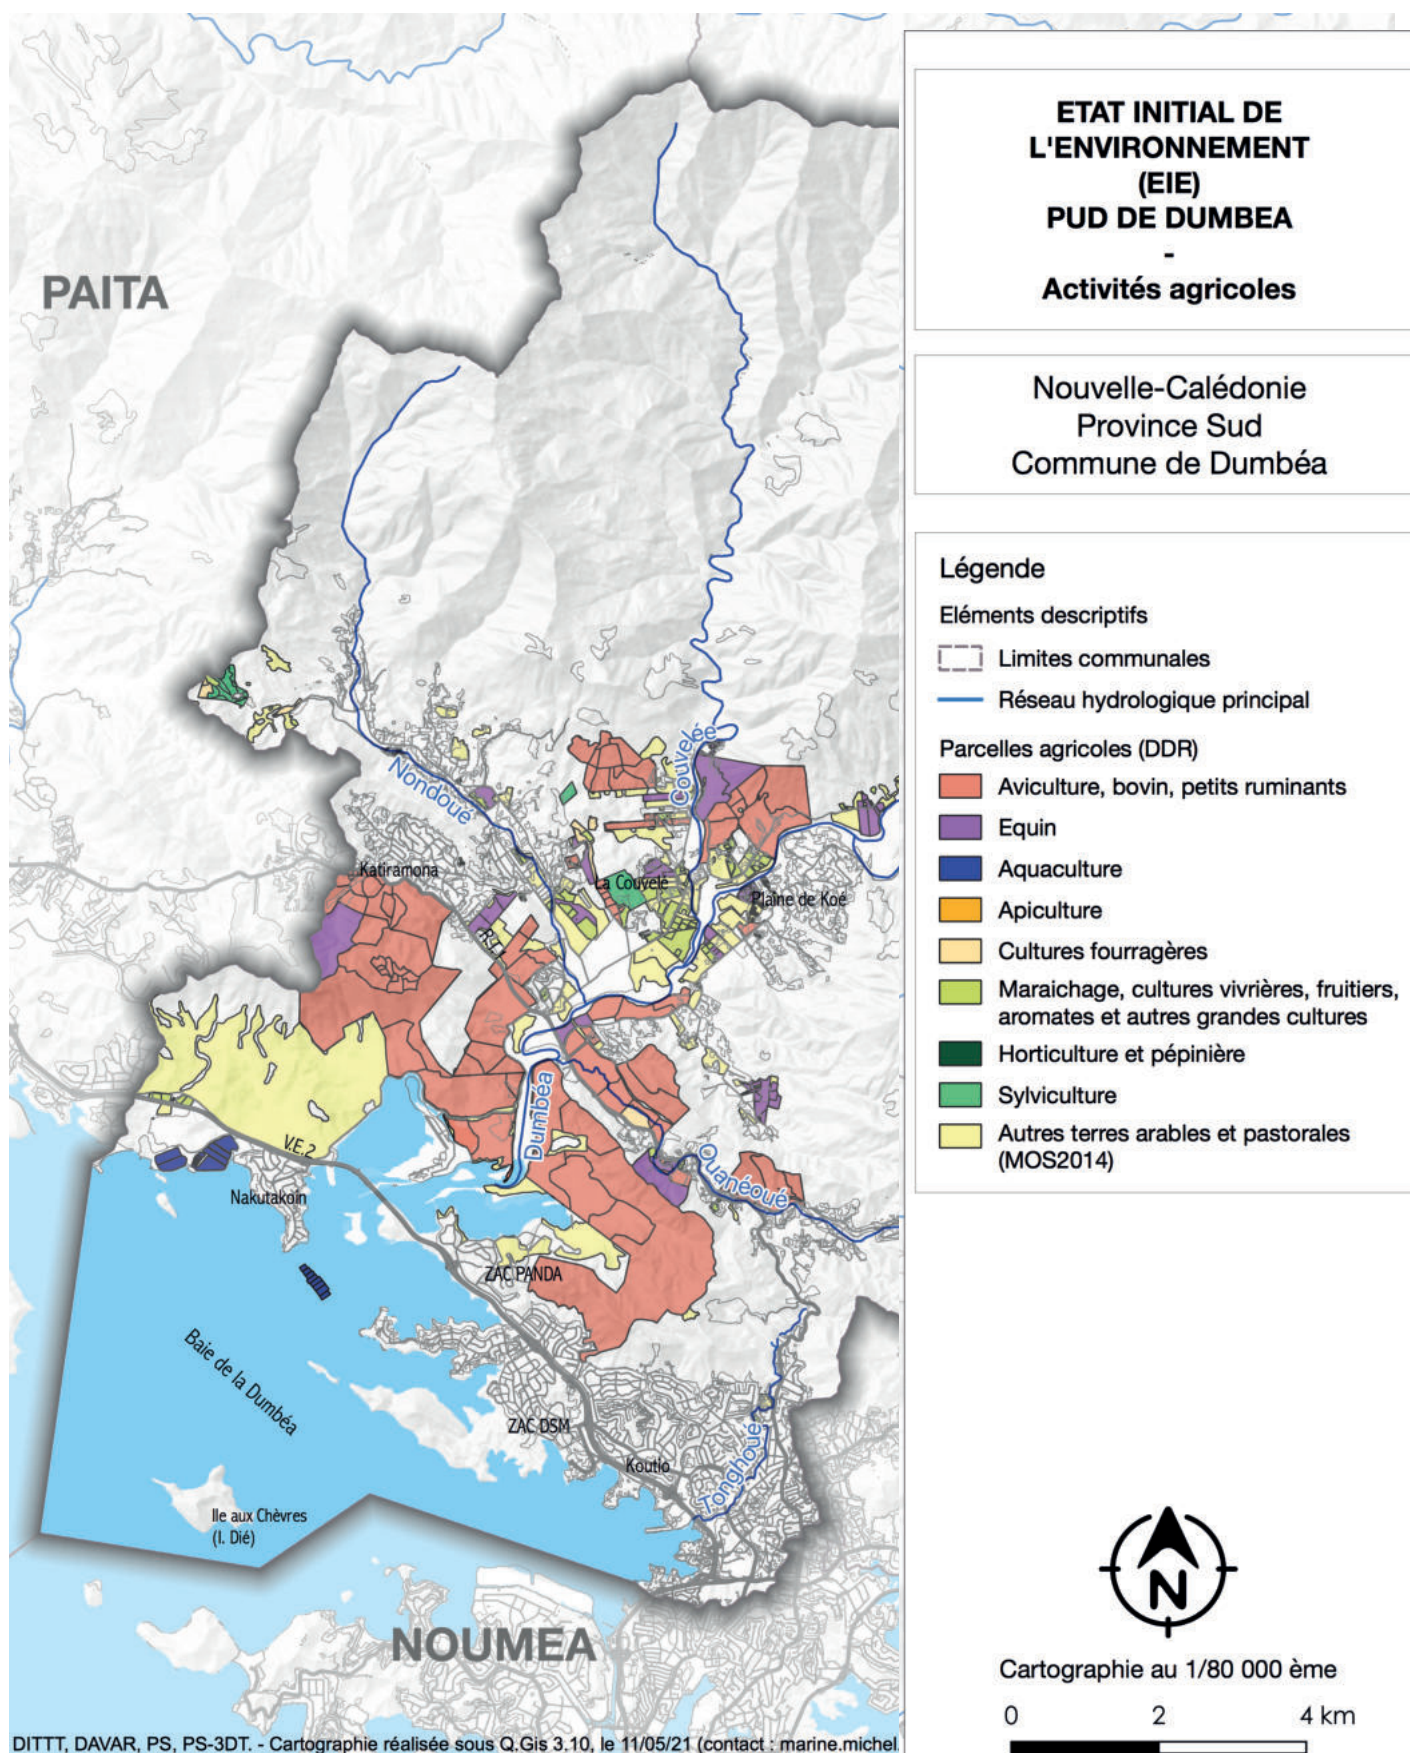 ETAT INITIAL DE
L'ENVIRONNEMENT
(EIE)
PUD DE DUMBEA
-
Activités agricoles
Nouvelle-Calédonie
Province Sud
Commune de Dumbéa
Légende
Eléments descriptifs
Limites communales
Réseau hydrologique principal
Parcelles agricoles (DDR)
Aviculture, bovin, petits ruminants
Equin
Aquaculture
Apiculture
Cultures fourragères
Maraichage, cultures vivrières, fruitiers,
aromates et autres grandes cultures
Horticulture et pépinière
Sylviculture
Autres terres arables et pastorales
(MOS2014)
N
Cartographie au 1/80 000 ème
0 2 4 km
PAITA
Couvelée
Nondoué
Katiramona
La Couvelé
Plaine de Koé
R.T.1
Dumbéa
V.E.2
Ouanéoué
Nakutakoin
ZAC PANDA
Baie de la Dumbéa
ZAC DSM
Koutio
Tonghoué
Ile aux Chèvres
(I. Dié)
NOUMEA
DITTT, DAVAR, PS, PS-3DT. - Cartographie réalisée sous Q.Gis 3.10, le 11/05/21 (contact : marine.michel